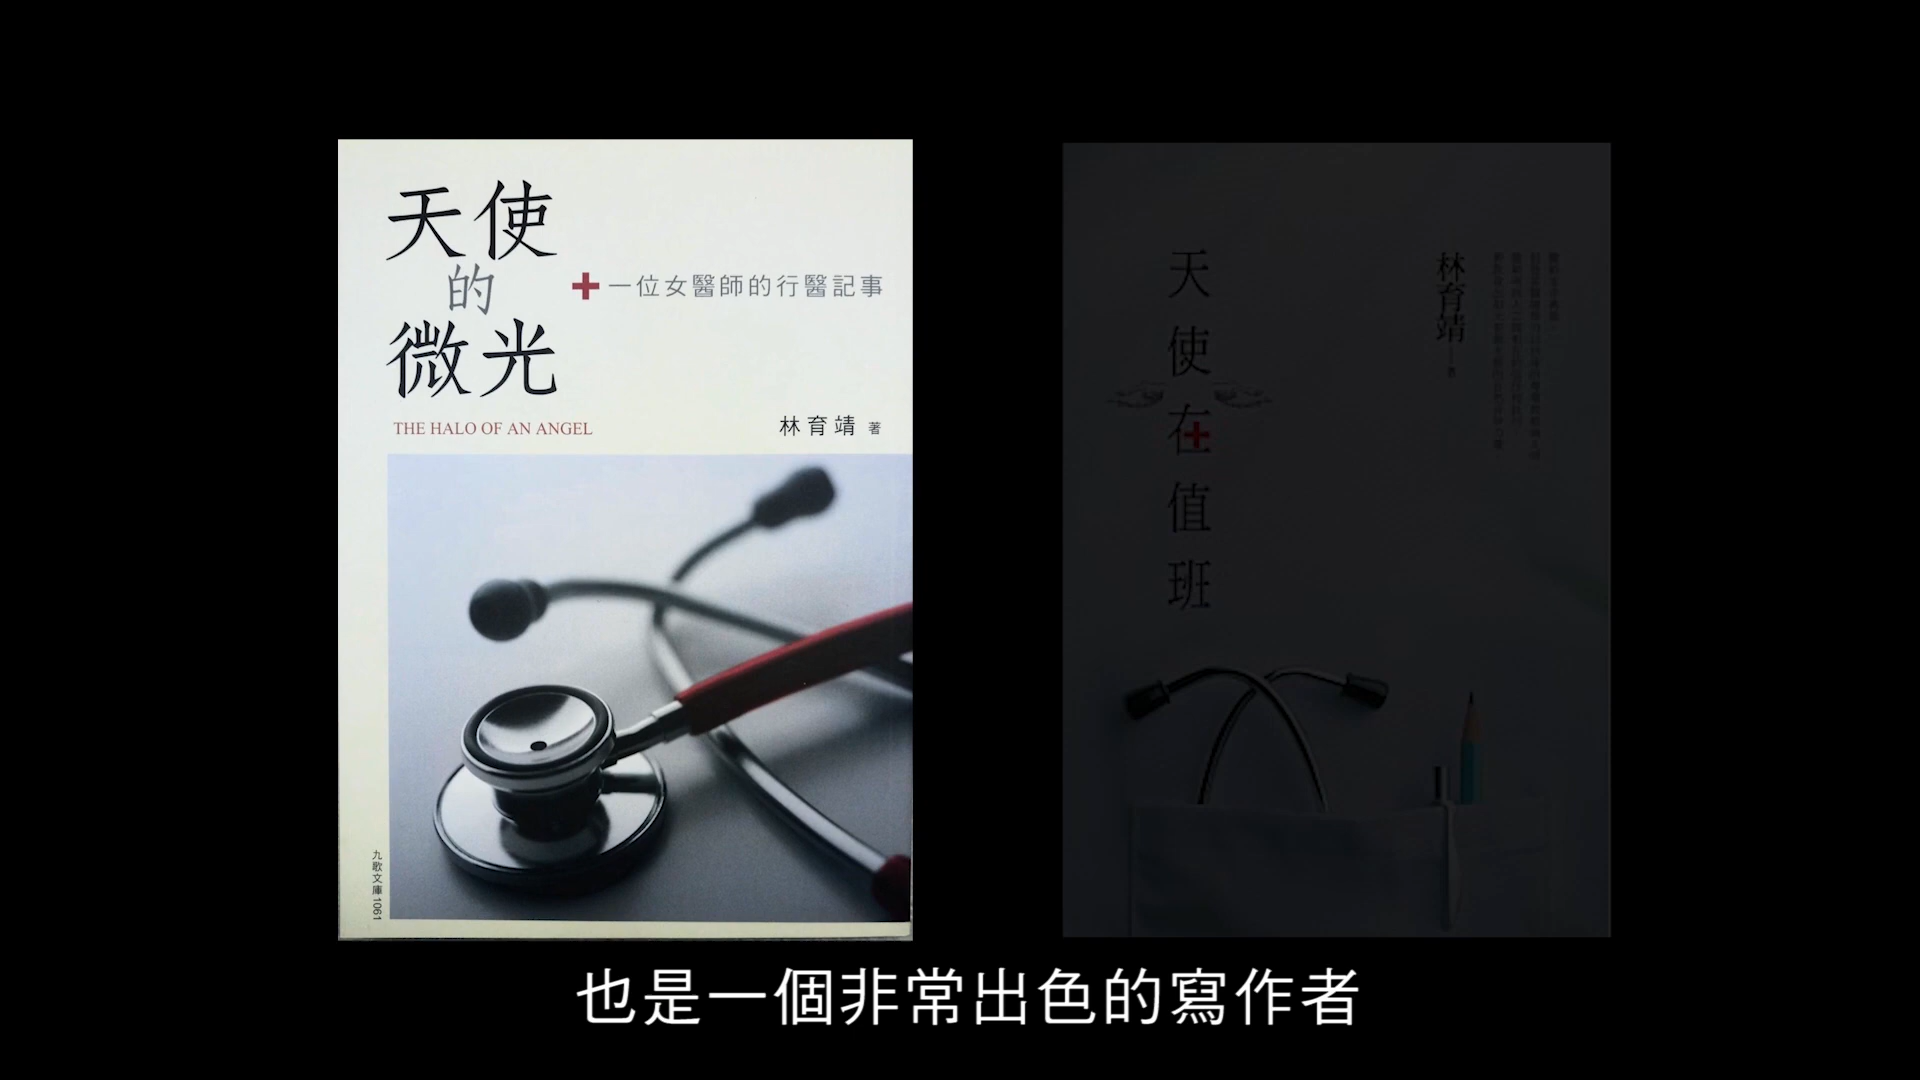 天使
的
微光
一位女醫師的行醫記事
THE HALO OF AN ANGEL
林育靖 著
九歌文庫1061
天使在值班
林育靖 著
也是一個非常出色的寫作者